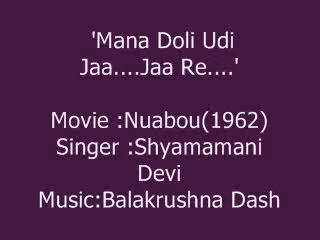 'Mana Doli Udi
Jaa....Jaa Re....'
Movie :Nuabou(1962)
Singer :Shyamamani
Devi
Music:Balakrushna Dash